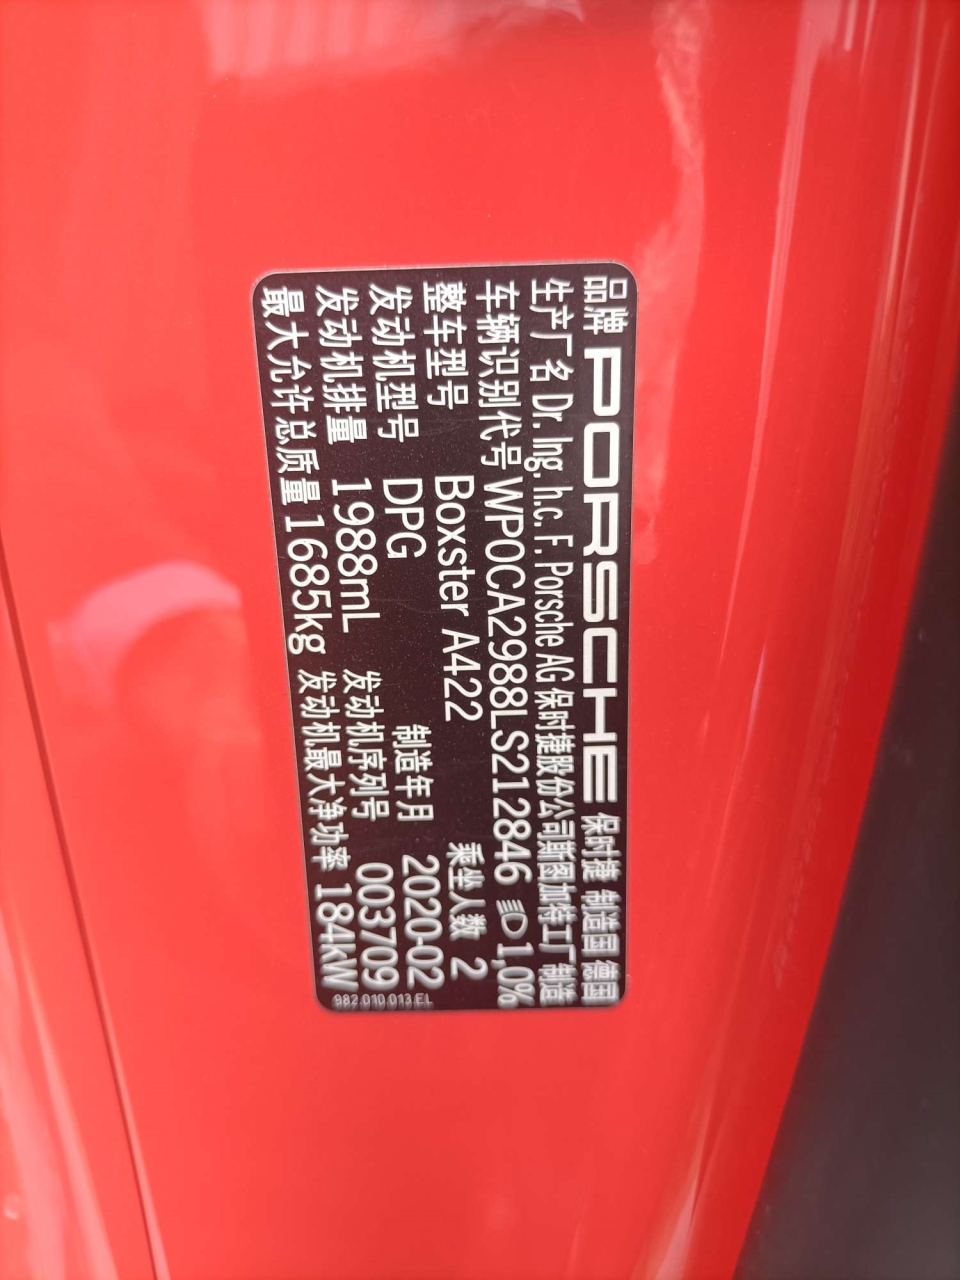 品牌 PORSCHE 保时捷 制造国 德国
生产厂名 Dr. Ing. h.c. F. Porsche AG 保时捷股份公司斯图加特工厂制造
车辆识别代号 WP0CA2988LS212846 1,0%
整车型号 Boxster A422 乘坐人数 2
发动机型号 DPG 制造年月 2020-02
发动机排量 1988mL 发动机序列号 003709
最大允许总质量 1685kg 发动机最大净功率 184kW
982.010.013.EL